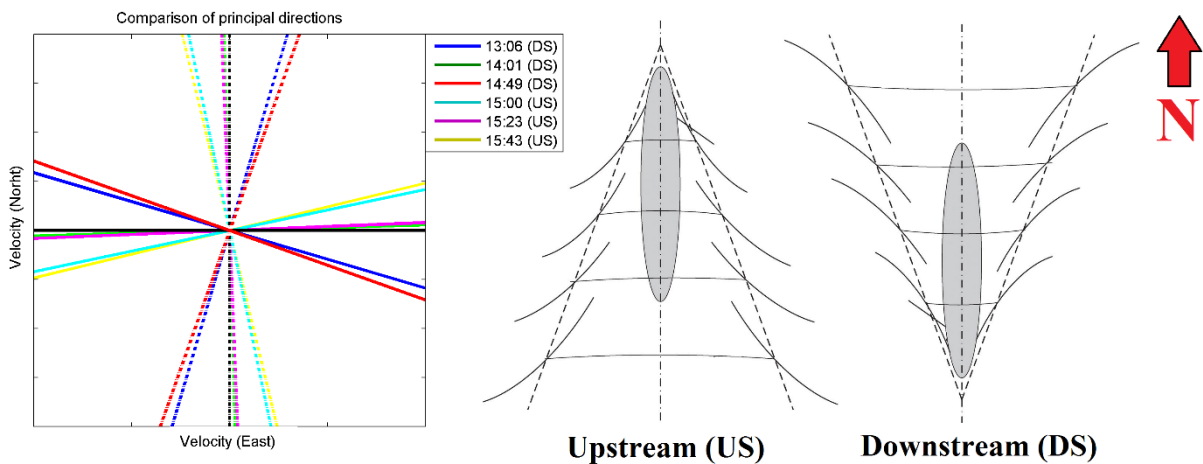 Comparison of principal directions
Velocity (Norht)
Velocity (East)
13:06 (DS)
14:01 (DS)
14:49 (DS)
15:00 (US)
15:23 (US)
15:43 (US)
Upstream (US)
Downstream (DS)
N